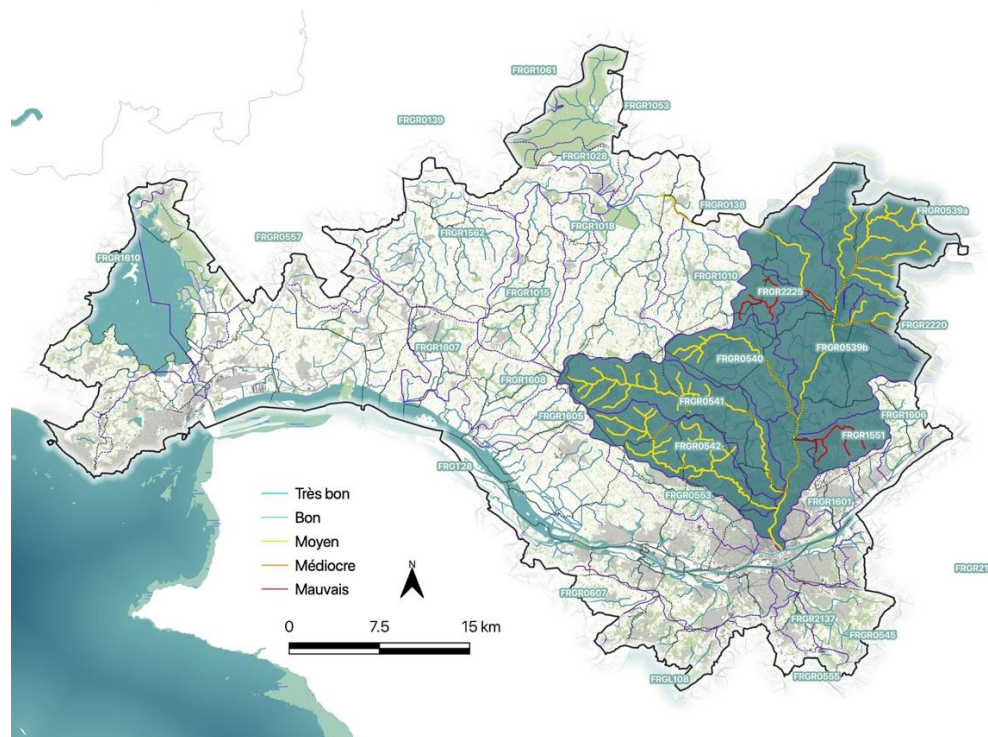 FRGR1061
FRGR1053
FRGR0139
FRGR1028
FRGR0138
FRGR0539a
FRGR1018
FRGR1562
FRGR0557
FRGR1610
FRGR1010
FRGR2225
FRGR1015
FRGR2220
FRGR1607
FRGR0539b
FRGR0540
FRGR1608
FRGR0541
FRGR1605
FRGR1606
FRGR1551
FRGR0542
FRGT28
FRGR0553
FRGR1601
Très bon
Bon
Moyen
Médiocre
Mauvais
N
0 7.5 15 km
FRGR21
FRGR0607
FRGR2137
FRGR0545
FRGR0555
FRGL108